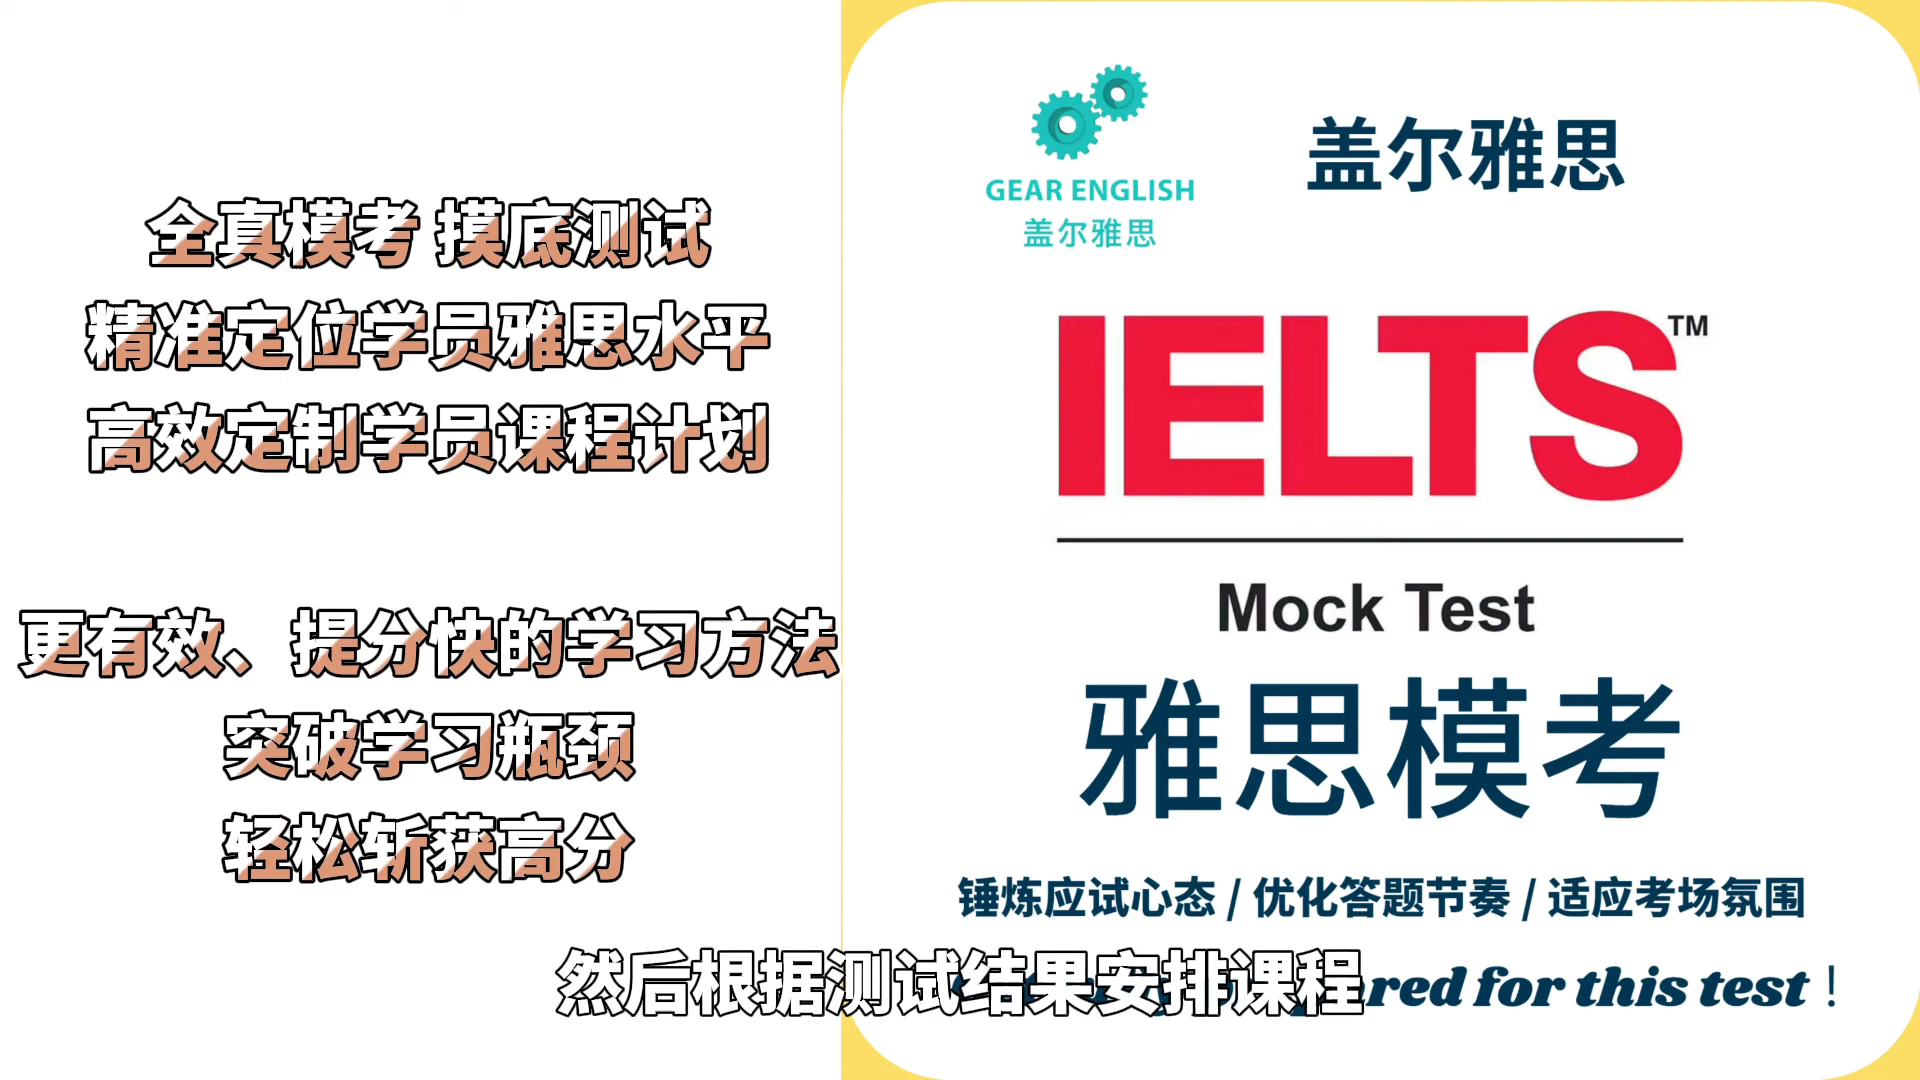 全真模考 摸底测试
精准定位学员雅思水平
高效定制学员课程计划
更有效、提分快的学习方法
突破学习瓶颈
轻松斩获高分
GEAR ENGLISH
盖尔雅思
盖尔雅思
IELTS™
Mock Test
雅思模考
锤炼应试心态 / 优化答题节奏 / 适应考场氛围
for this test !
然后根据测试结果安排课程